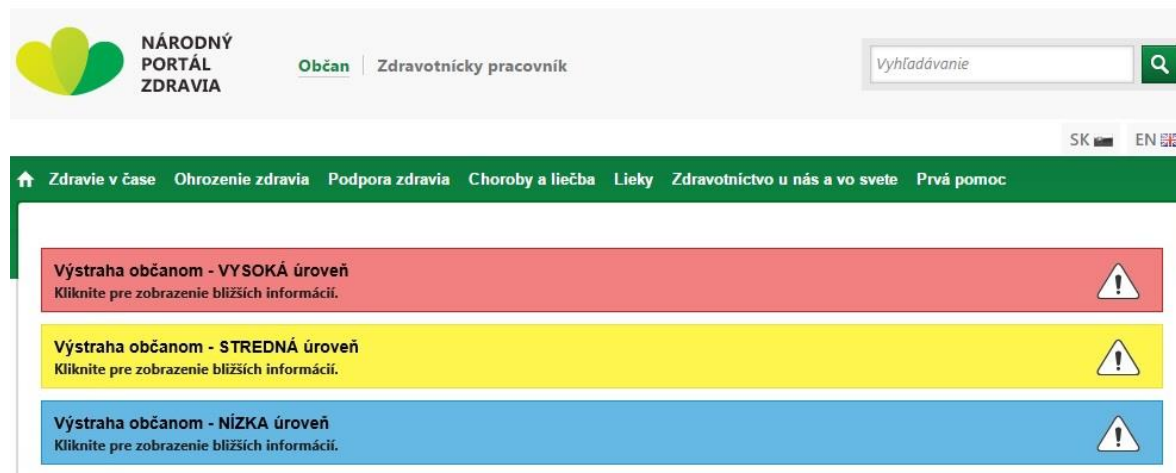 NÁRODNÝ
PORTÁL
ZDRAVIA
Občan Zdravotnícky pracovník
Vyhľadávanie
SK EN
Zdravie v čase Ohrozenie zdravia Podpora zdravia Choroby a liečba Lieky Zdravotníctvo u nás a vo svete Prvá pomoc
Výstraha občanom - VYSOKÁ úroveň
Kliknite pre zobrazenie bližších informácií.
Výstraha občanom - STREDNÁ úroveň
Kliknite pre zobrazenie bližších informácií.
Výstraha občanom - NÍZKA úroveň
Kliknite pre zobrazenie bližších informácií.